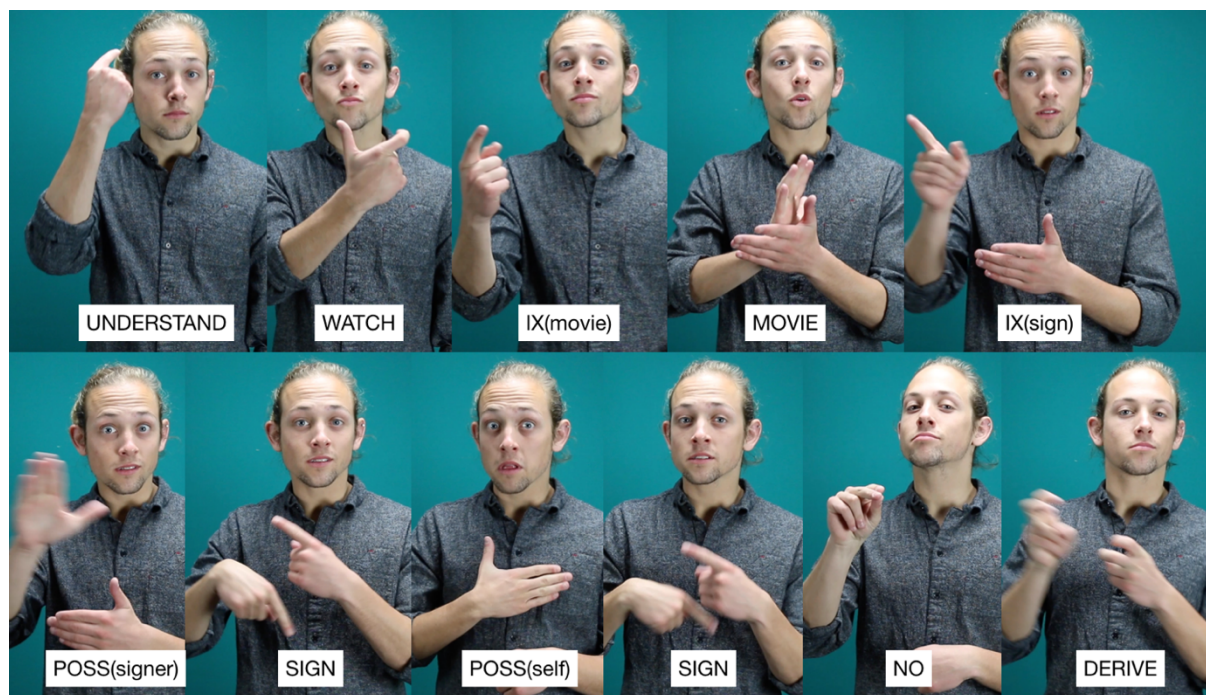 UNDERSTAND
WATCH
IX(movie)
MOVIE
IX(sign)
POSS(signer)
SIGN
POSS(self)
SIGN
NO
DERIVE